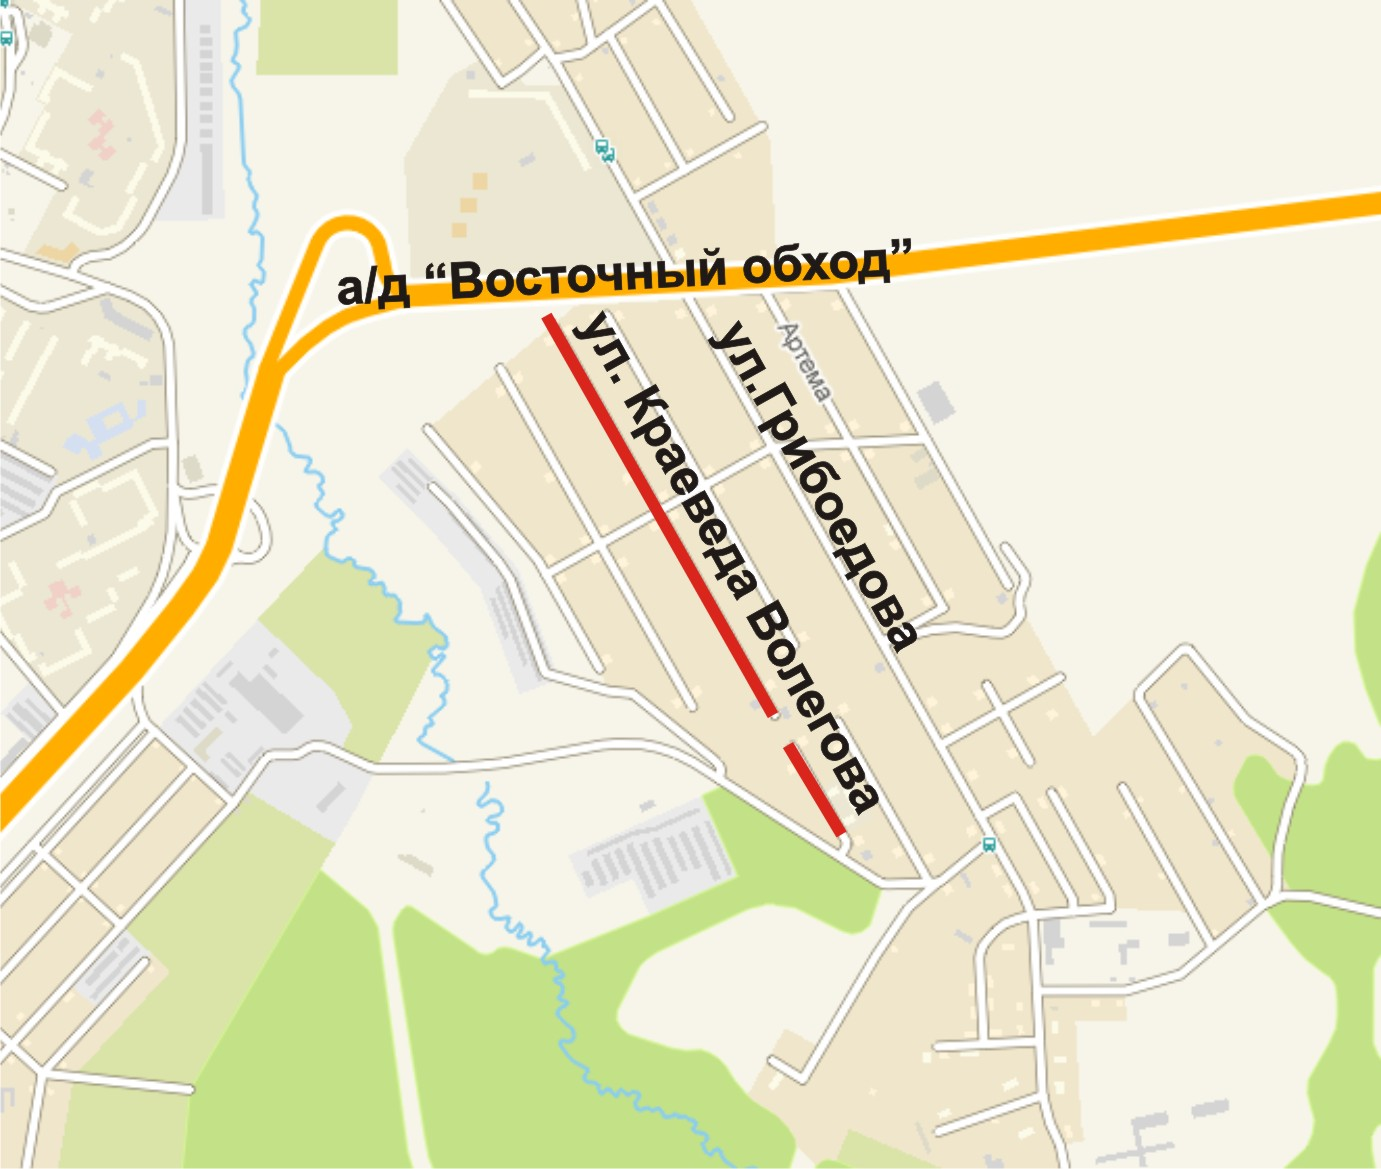 а/д “Восточный обход”
ул. Краеведа Волегова
ул.Грибоедова
Артема